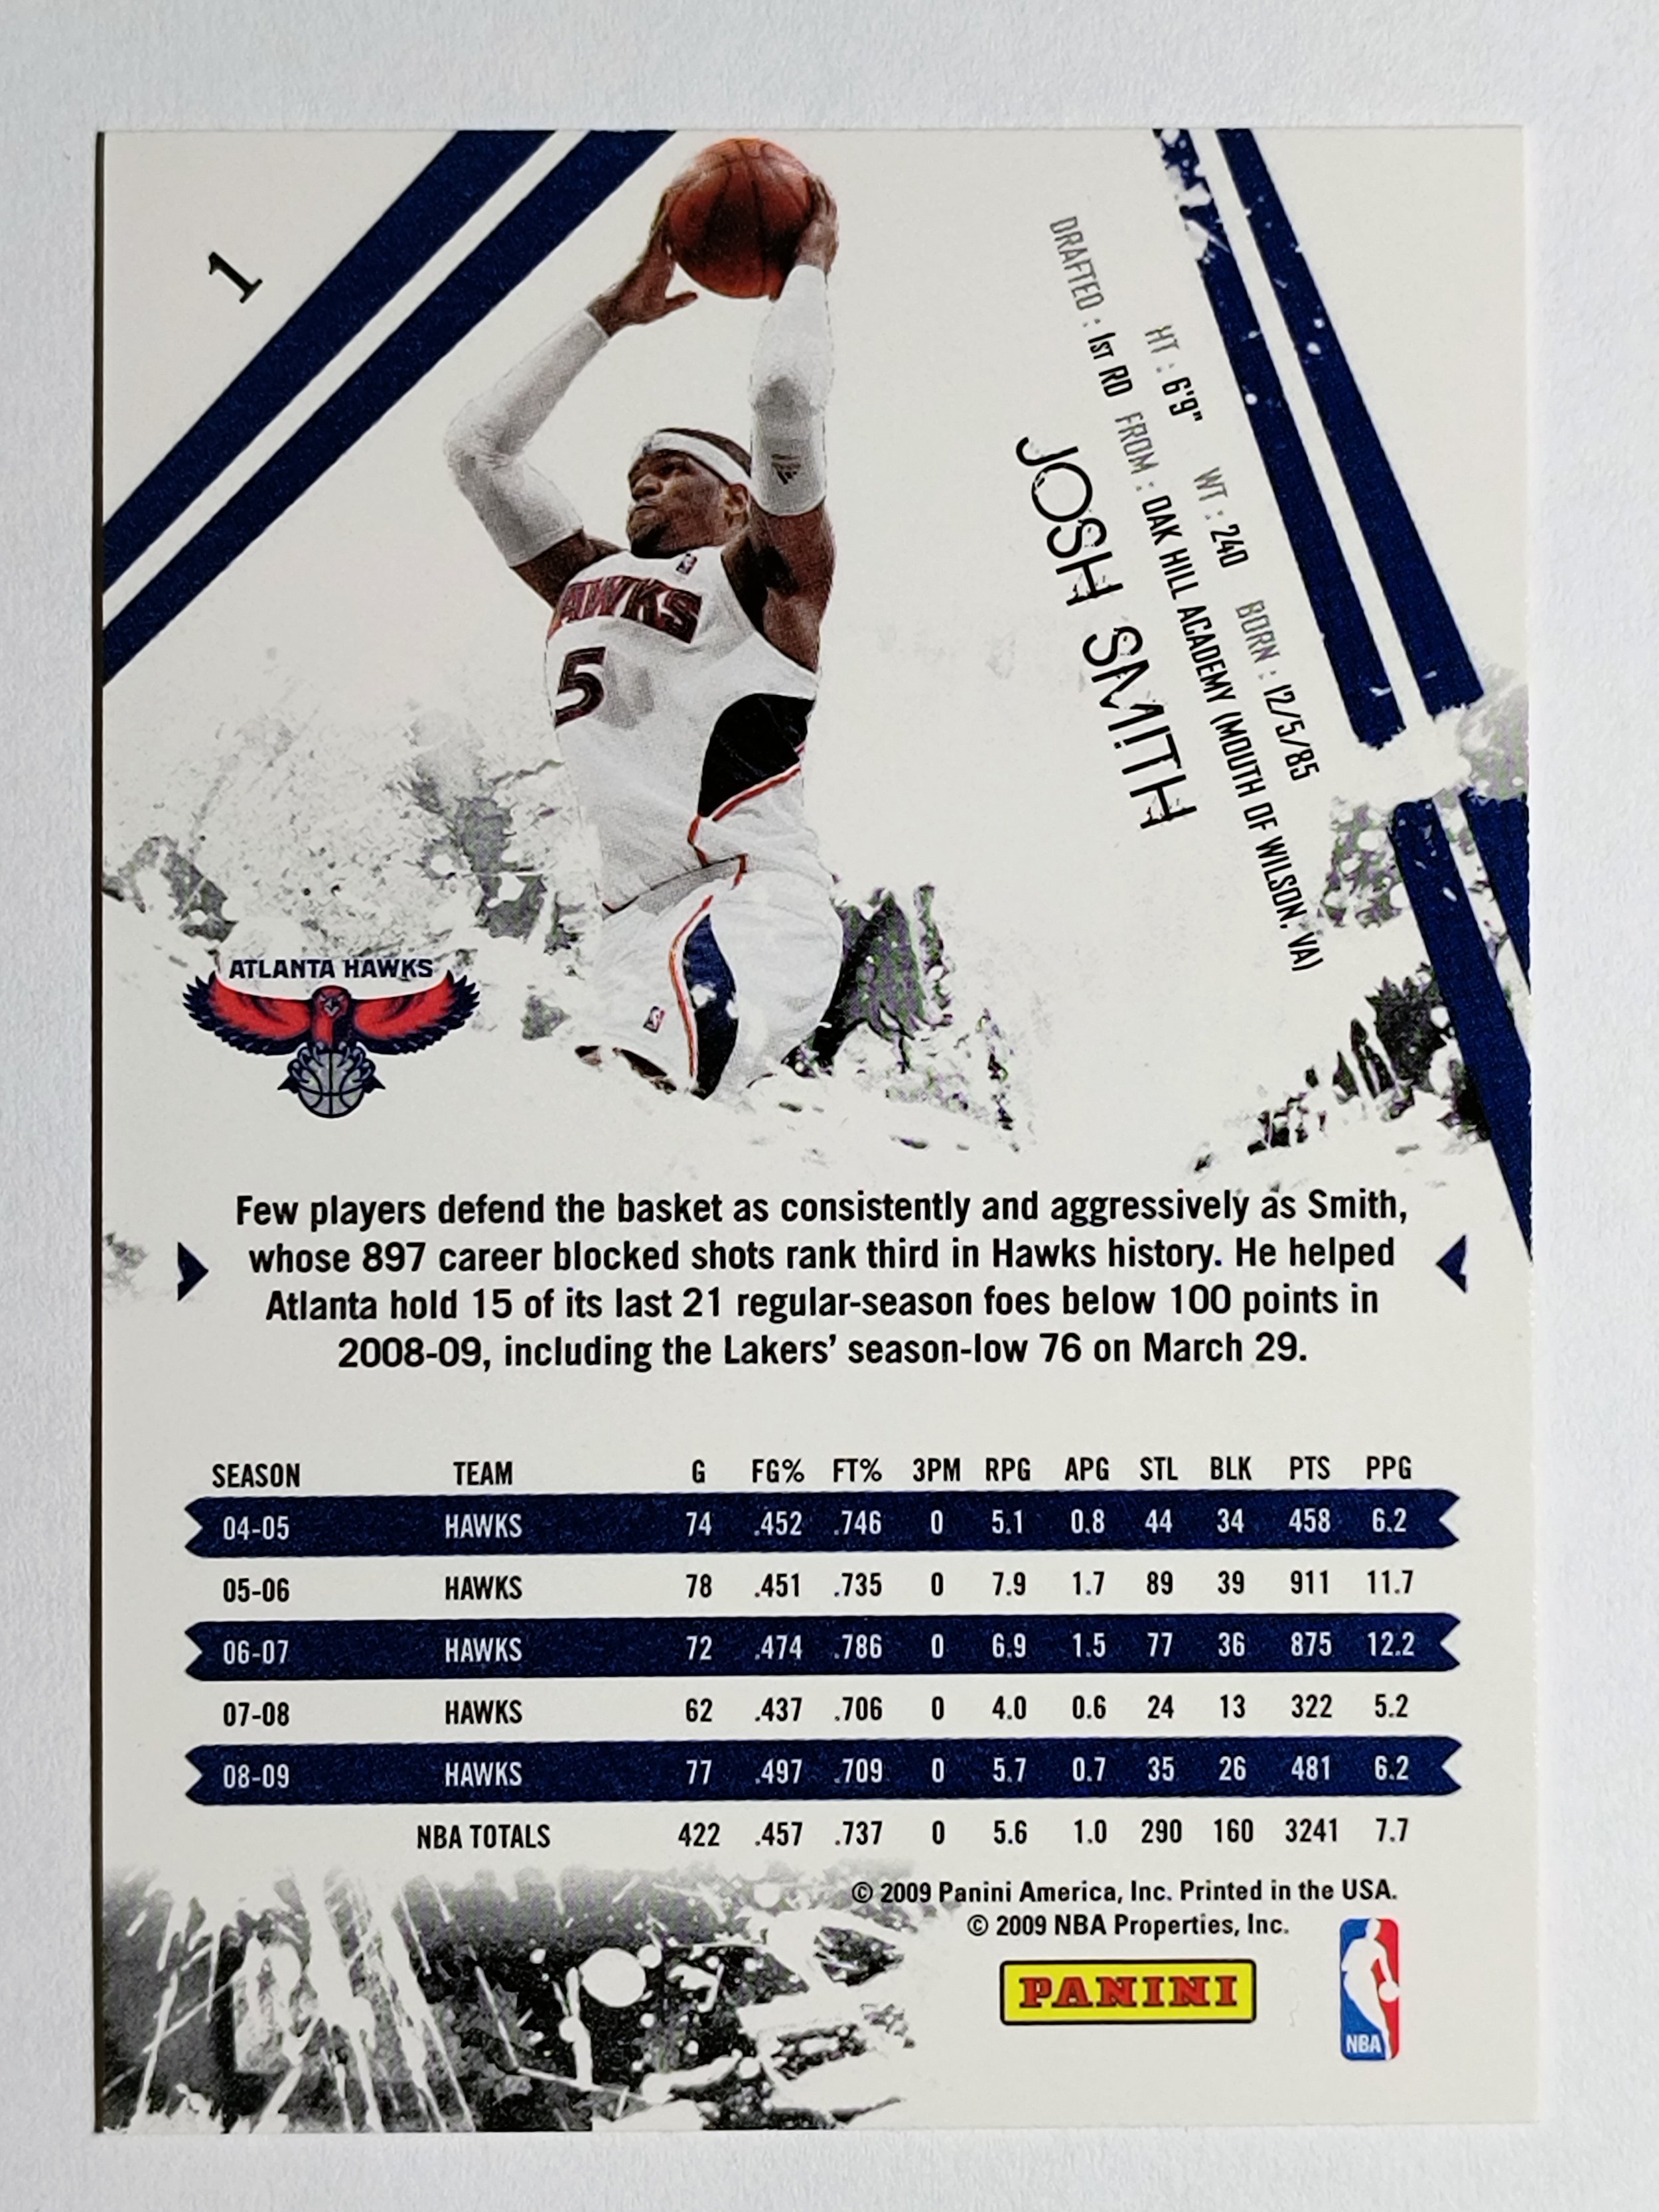 1
HT : 6'9" WT : 240 BORN : 12/5/85
DRAFTED : 1ST RD FROM : OAK HILL ACADEMY (MOUTH OF WILSON, VA)
JOSH SMITH
AWKS
5
ATLANTA HAWKS
Few players defend the basket as consistently and aggressively as Smith,
whose 897 career blocked shots rank third in Hawks history. He helped
Atlanta hold 15 of its last 21 regular-season foes below 100 points in
2008-09, including the Lakers' season-low 76 on March 29.
SEASON TEAM G FG% FT% 3PM RPG APG STL BLK PTS PPG
04-05 HAWKS 74 .452 .746 0 5.1 0.8 44 34 458 6.2
05-06 HAWKS 78 .451 .735 0 7.9 1.7 89 39 911 11.7
06-07 HAWKS 72 .474 .786 0 6.9 1.5 77 36 875 12.2
07-08 HAWKS 62 .437 .706 0 4.0 0.6 24 13 322 5.2
08-09 HAWKS 77 .497 .709 0 5.7 0.7 35 26 481 6.2
NBA TOTALS 422 .457 .737 0 5.6 1.0 290 160 3241 7.7
© 2009 Panini America, Inc. Printed in the USA.
© 2009 NBA Properties, Inc.
PANINI
NBA